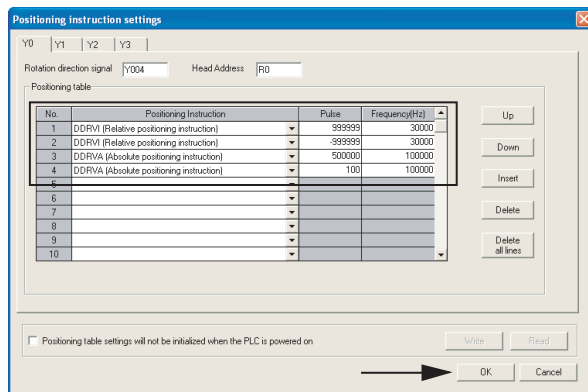 Positioning instruction settings
Y0 Y1 Y2 Y3
Rotation direction signal Y004 Head Address R0
Positioning table
No. Positioning Instruction Pulse Frequency(Hz)
1 DDRVI (Relative positioning instruction) 999999 30000
2 DDRVI (Relative positioning instruction) -999999 30000
3 DDRVA (Absolute positioning instruction) 500000 100000
4 DDRVA (Absolute positioning instruction) 100 100000
5
6
7
8
9
10
Up
Down
Insert
Delete
Delete
all lines
Positioning table settings will not be initialized when the PLC is powered on
Write Read
OK Cancel